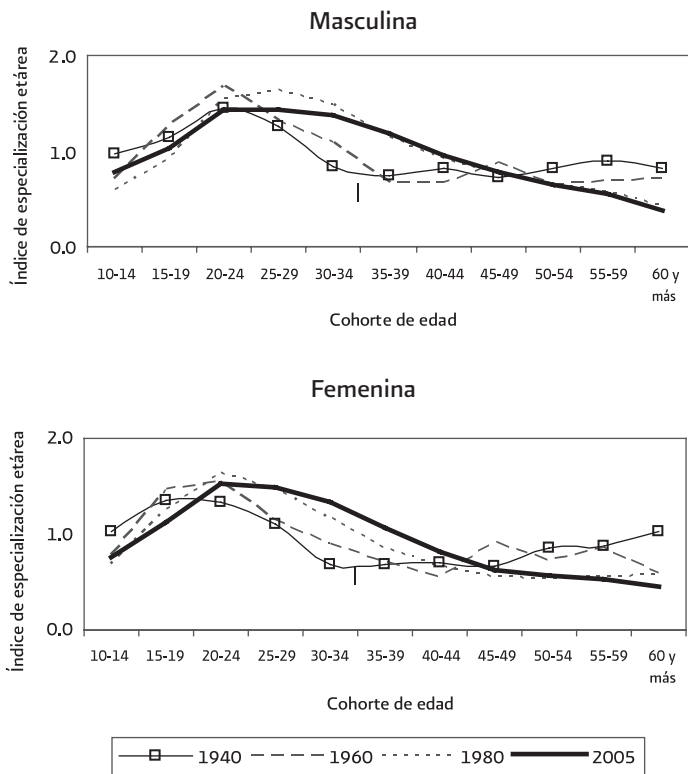 Masculina
Índice de especialización etárea
2.0
1.0
0.0
10-14 15-19 20-24 25-29 30-34 35-39 40-44 45-49 50-54 55-59 60 y
más
Cohorte de edad
Femenina
Índice de especialización etárea
2.0
1.0
0.0
10-14 15-19 20-24 25-29 30-34 35-39 40-44 45-49 50-54 55-59 60 y
más
Cohorte de edad
1940 1960 1980 2005